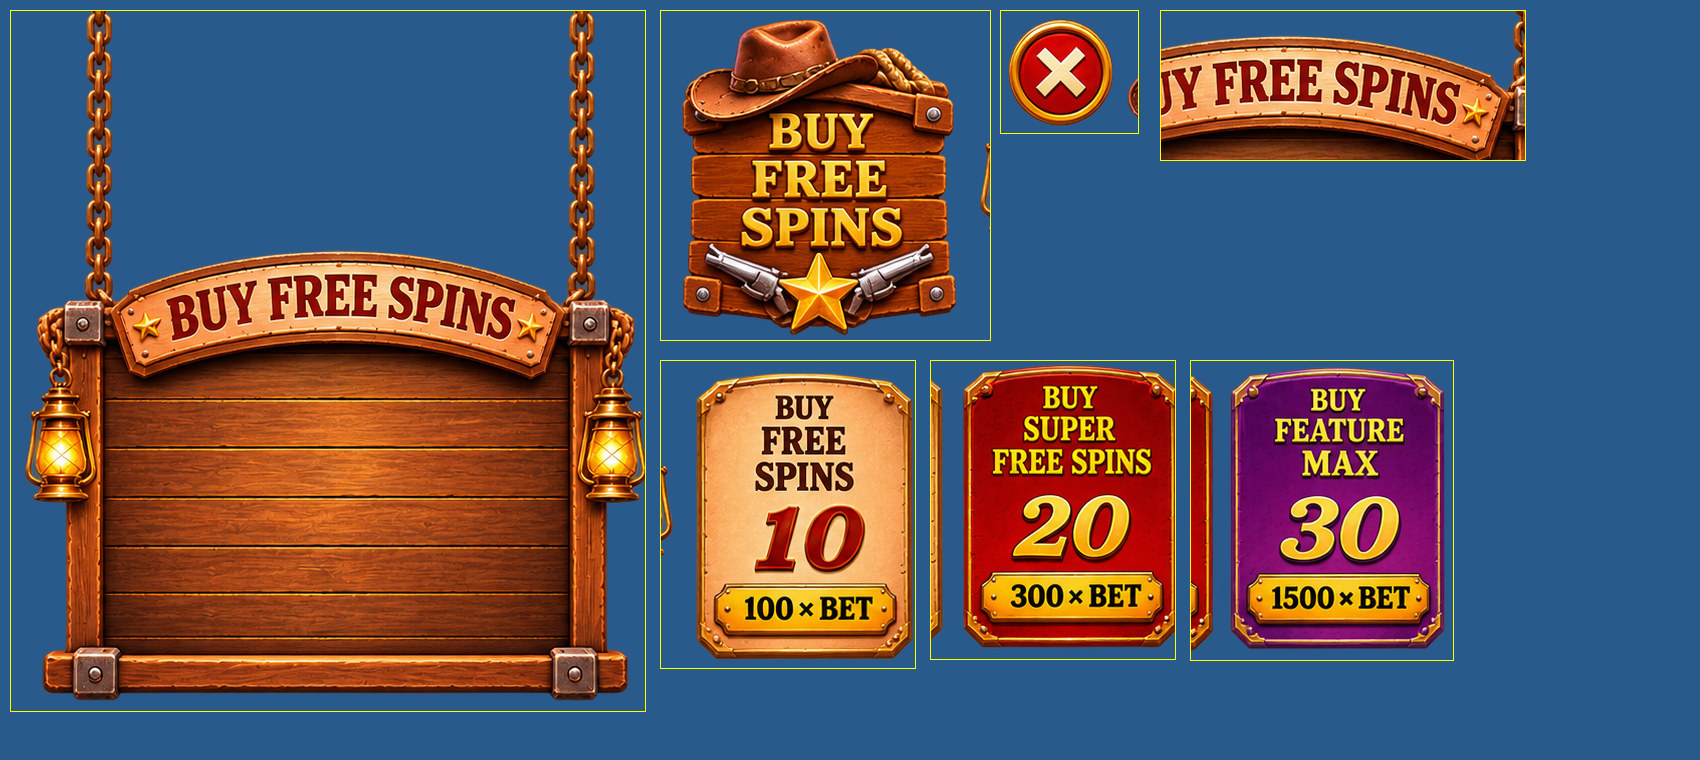 BUY FREE SPINS
BUY
FREE
SPINS
UY FREE SPINS
BUY
FREE
SPINS
10
100 × BET
BUY
SUPER
FREE SPINS
20
300 × BET
BUY
FEATURE
MAX
30
1500 × BET